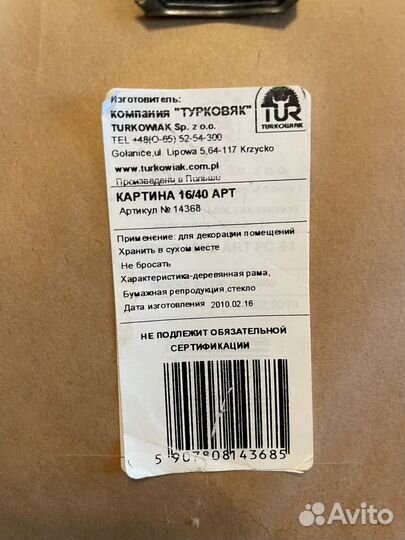 Изготовитель:
компания "ТУРКОВЯК"
TURKOWIAK Sp. z o.o.
TEL +48(O-65) 52-54-300
Gołanice,ul. Lipowa 5,64-117 Krzycko
www.turkowiak.com.pl
Произведено в Польше
TUR
TURKOWIAK
КАРТИНА 16/40 АРТ
Артикул № 14368
Применение: для декорации помещений
Хранить в сухом месте
Не бросать
Характеристика-деревянная рама,
Бумажная репродукция,стекло
Дата изготовления 2010.02.16
НЕ ПОДЛЕЖИТ ОБЯЗАТЕЛЬНОЙ
СЕРТИФИКАЦИИ
5 907808143685
Avito